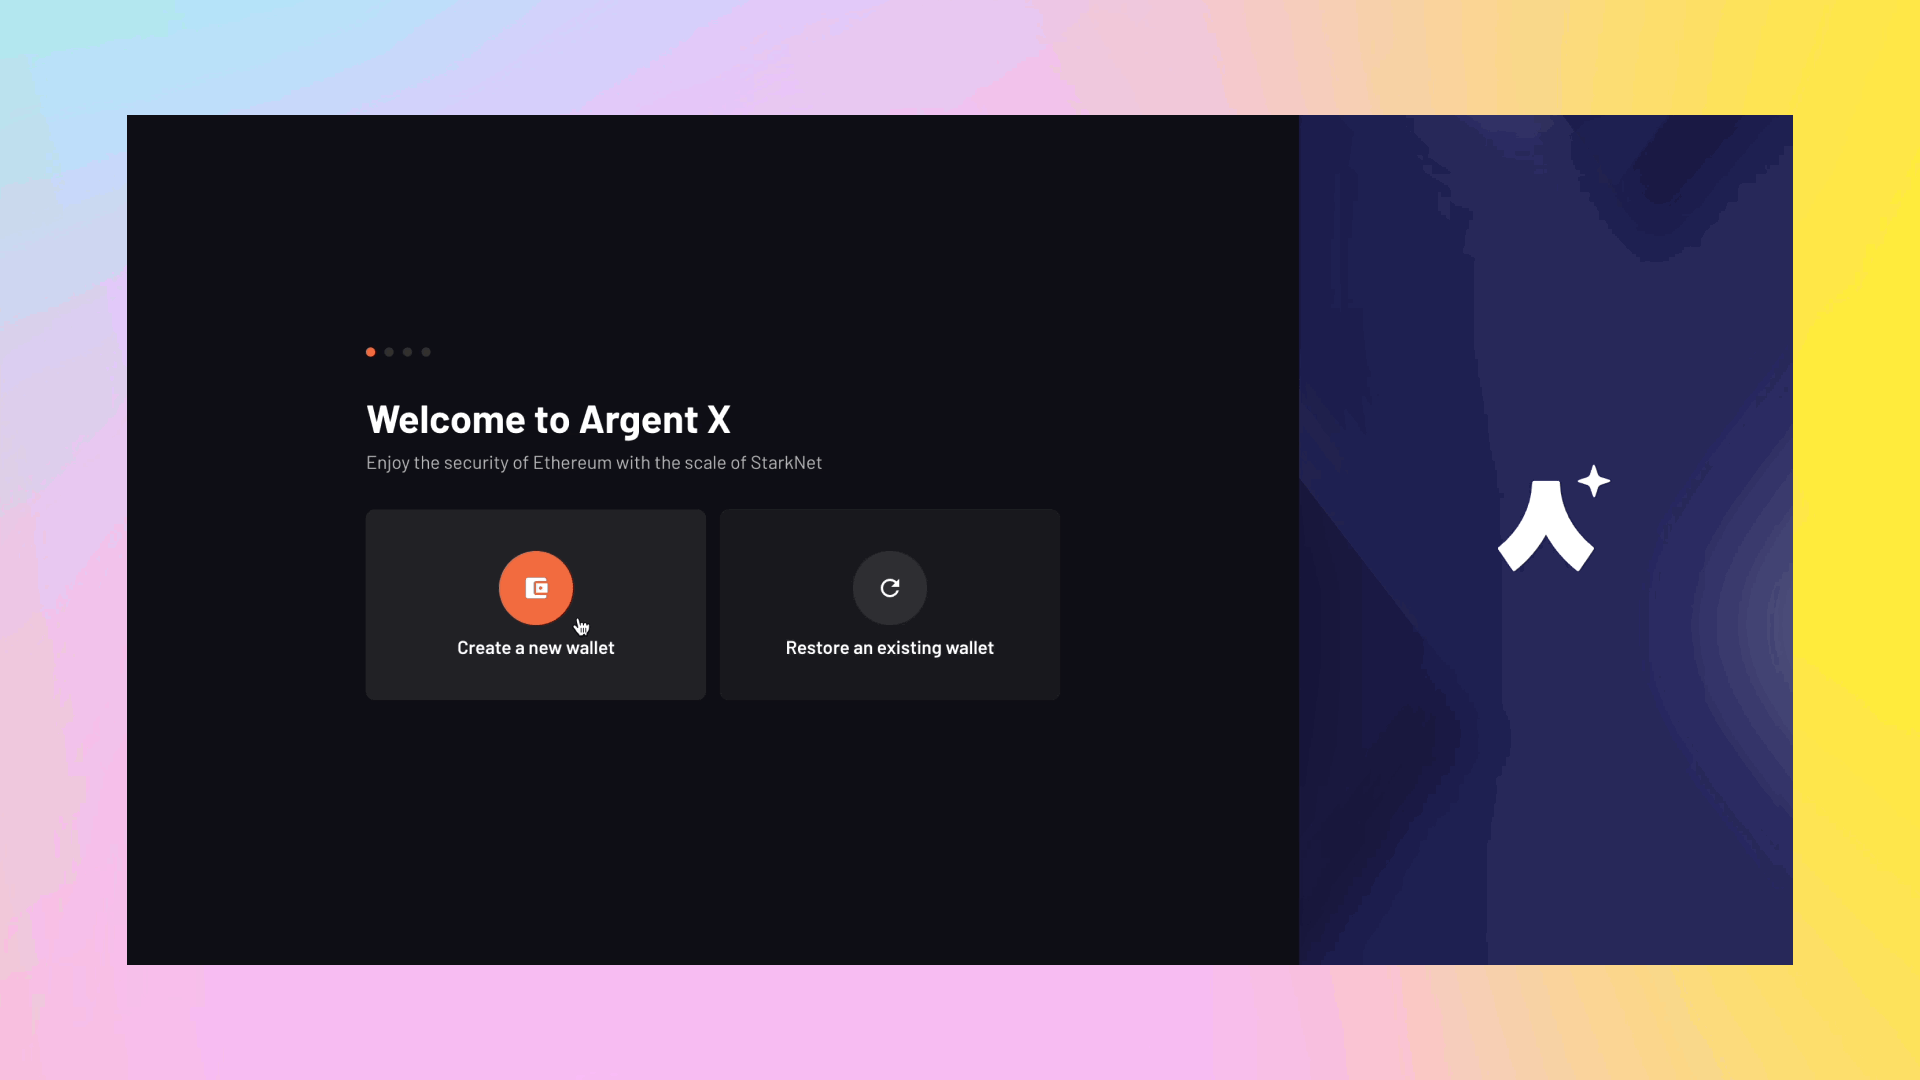 Welcome to Argent X
Enjoy the security of Ethereum with the scale of StarkNet
Create a new wallet
Restore an existing wallet